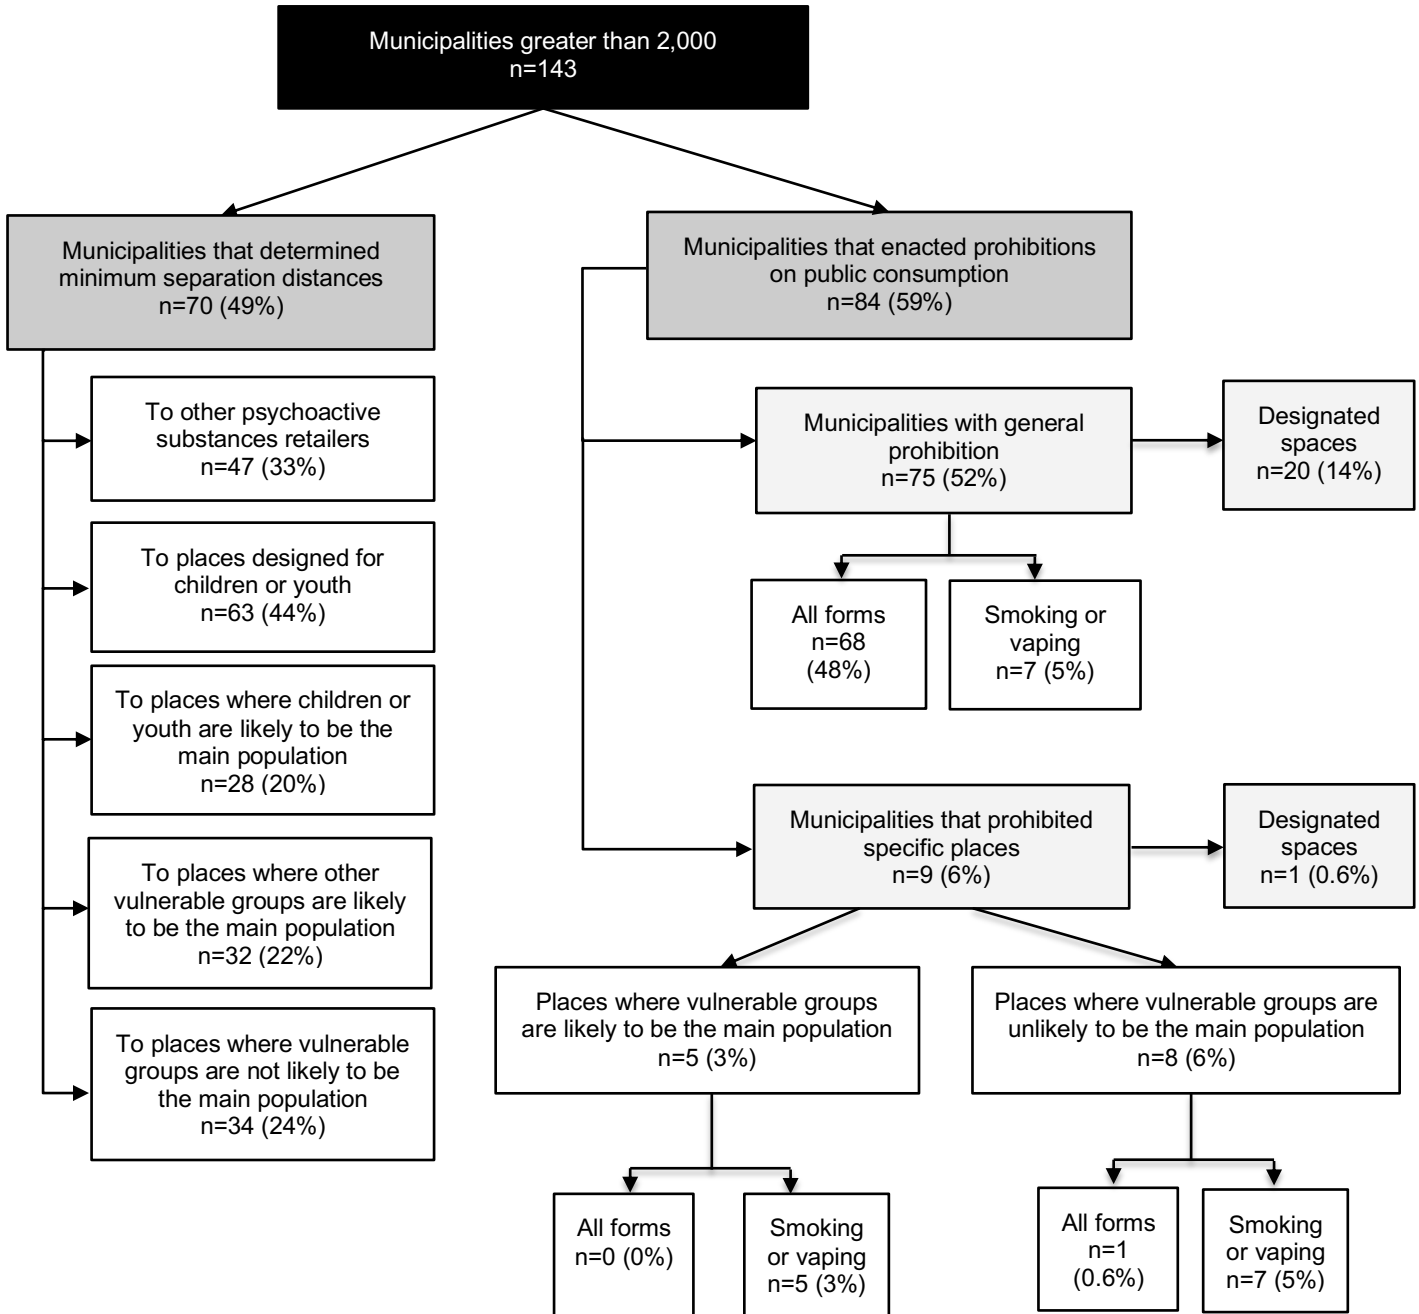 Municipalities greater than 2,000
n=143
Municipalities that determined
minimum separation distances
n=70 (49%)
To other psychoactive
substances retailers
n=47 (33%)
To places designed for
children or youth
n=63 (44%)
To places where children or
youth are likely to be the
main population
n=28 (20%)
To places where other
vulnerable groups are likely
to be the main population
n=32 (22%)
To places where vulnerable
groups are not likely to be
the main population
n=34 (24%)
Municipalities that enacted prohibitions
on public consumption
n=84 (59%)
Municipalities with general
prohibition
n=75 (52%)
Designated
spaces
n=20 (14%)
All forms
n=68
(48%)
Smoking or
vaping
n=7 (5%)
Municipalities that prohibited
specific places
n=9 (6%)
Designated
spaces
n=1 (0.6%)
Places where vulnerable groups
are likely to be the main population
n=5 (3%)
Places where vulnerable groups are
unlikely to be the main population
n=8 (6%)
All forms
n=0 (0%)
Smoking
or vaping
n=5 (3%)
All forms
n=1
(0.6%)
Smoking
or vaping
n=7 (5%)